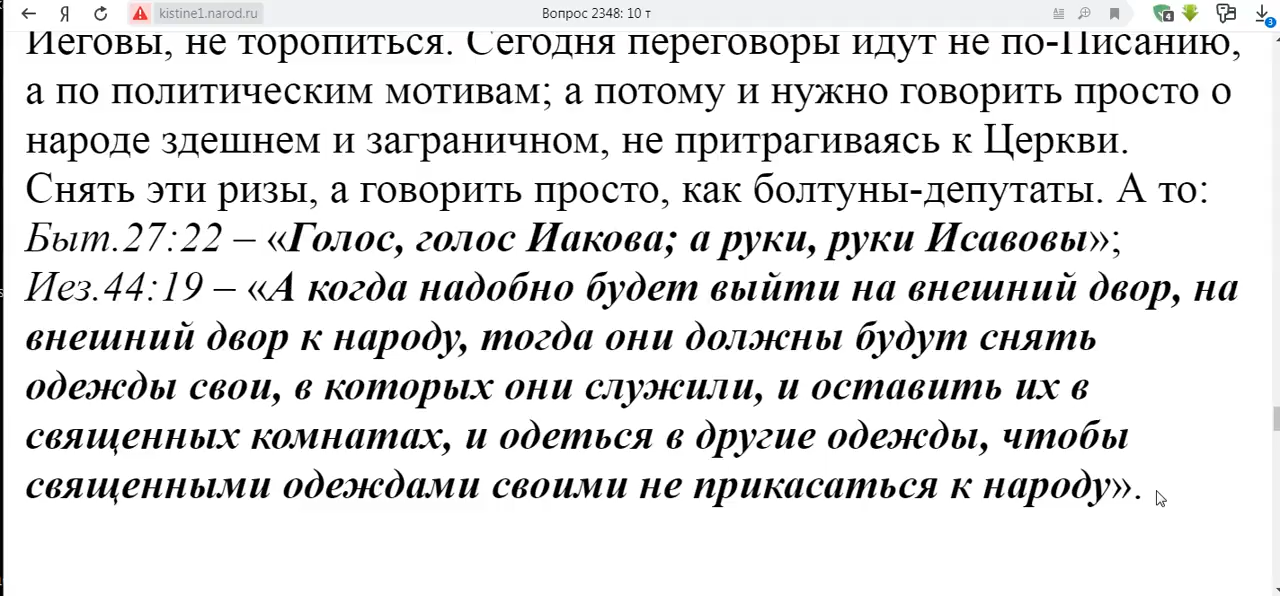 kistine1.narod.ru
Вопрос 2348: 10 т
4
3
Иеговы, не торопиться. Сегодня переговоры идут не по-Писанию,
а по политическим мотивам; а потому и нужно говорить просто о
народе здешнем и заграничном, не притрагиваясь к Церкви.
Снять эти ризы, а говорить просто, как болтуны-депутаты. А то:
Быт.27:22 – «Голос, голос Иакова; а руки, руки Исавовы»;
Иез.44:19 – «А когда надобно будет выйти на внешний двор, на
внешний двор к народу, тогда они должны будут снять
одежды свои, в которых они служили, и оставить их в
священных комнатах, и одеться в другие одежды, чтобы
священными одеждами своими не прикасаться к народу».